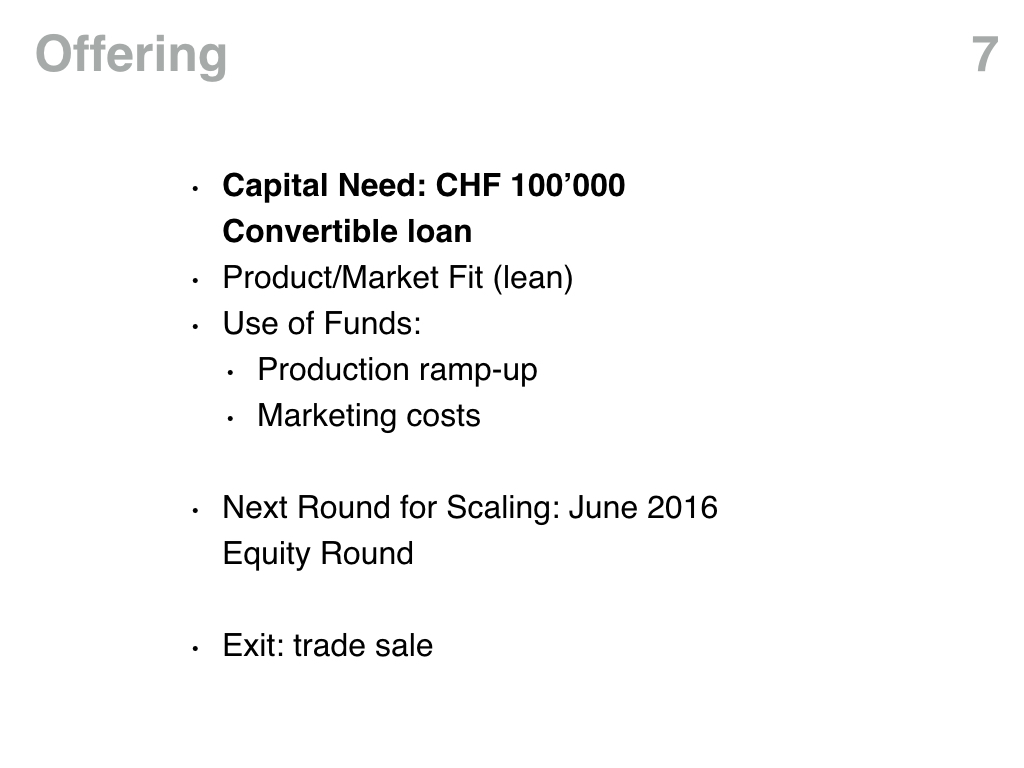 Offering 7
• Capital Need: CHF 100’000
Convertible loan
• Product/Market Fit (lean)
• Use of Funds:
• Production ramp-up
• Marketing costs
• Next Round for Scaling: June 2016
Equity Round
• Exit: trade sale